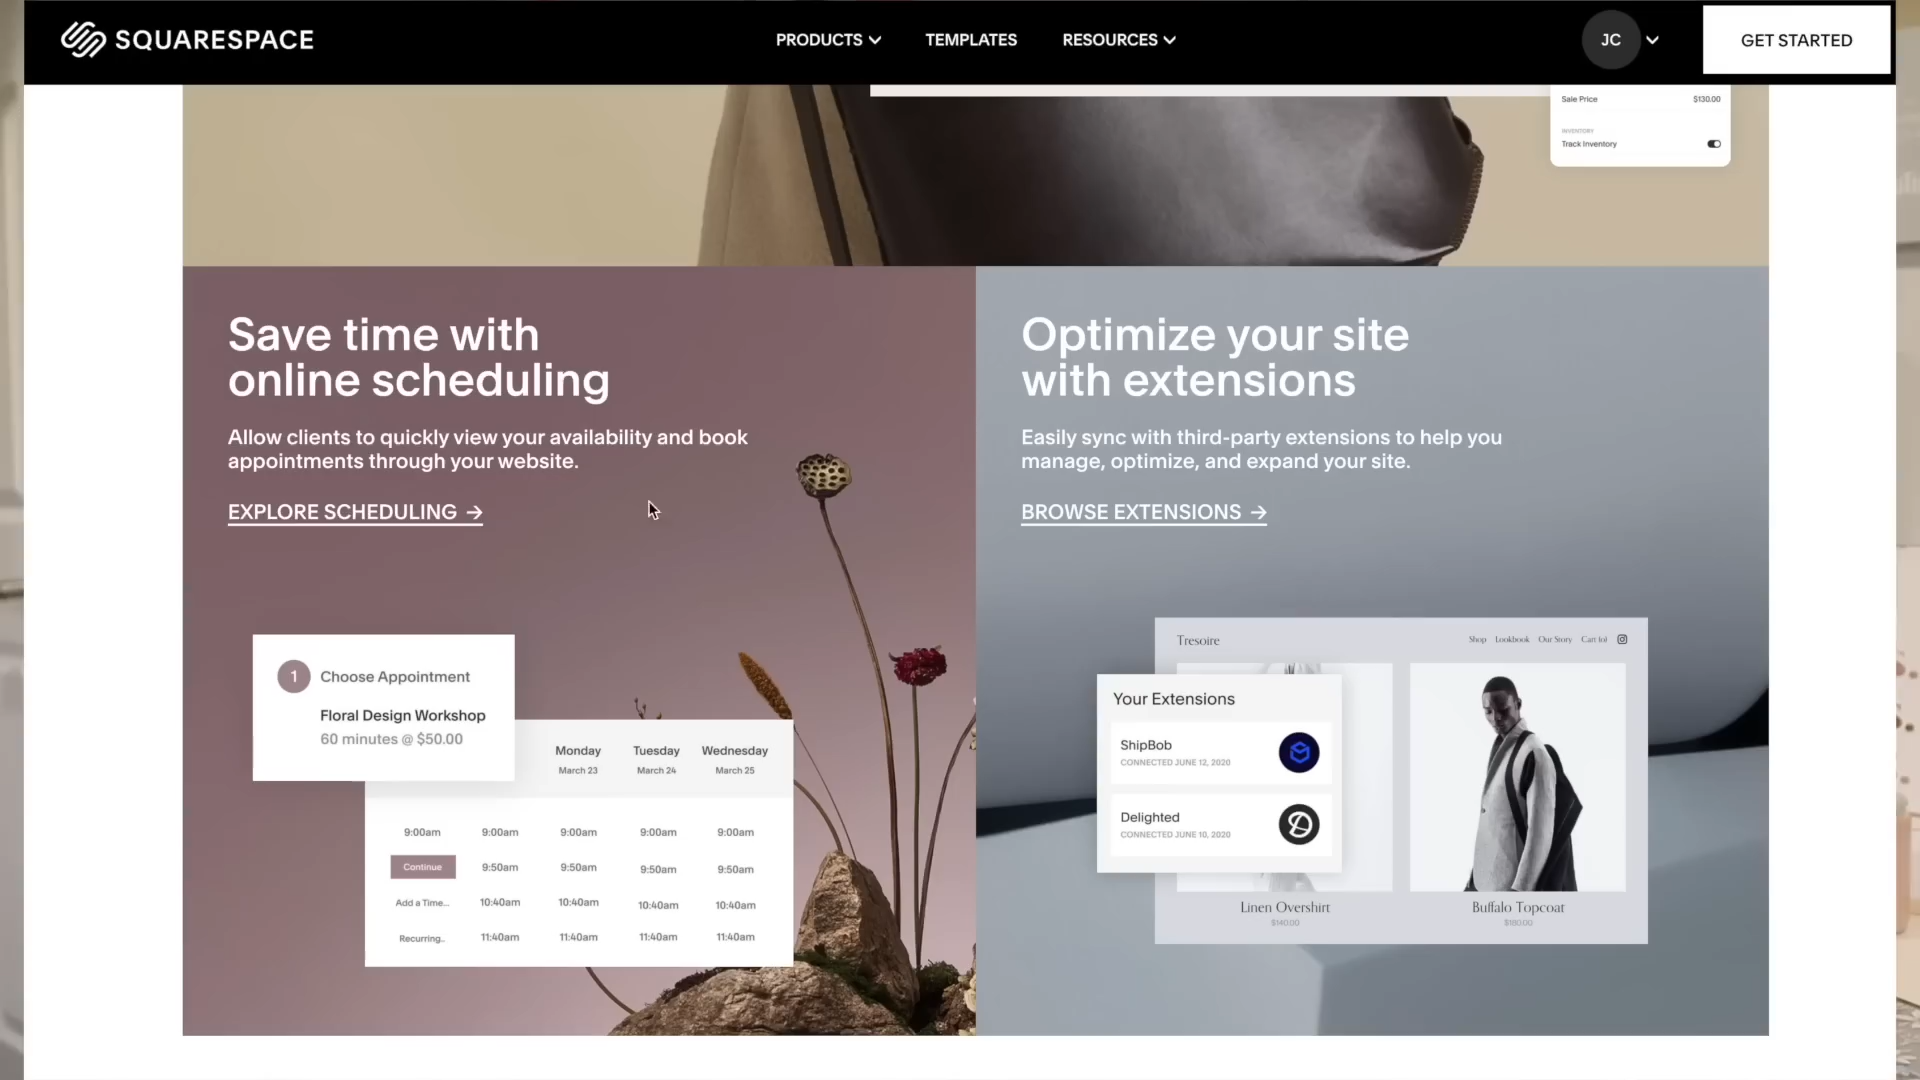 SQUARESPACE
PRODUCTS
TEMPLATES
RESOURCES
JC
GET STARTED
Sale Price $130.00
INVENTORY
Track Inventory
Save time with
online scheduling
Allow clients to quickly view your availability and book
appointments through your website.
EXPLORE SCHEDULING →
1 Choose Appointment
Floral Design Workshop
60 minutes @ $50.00
Monday Tuesday Wednesday
March 23 March 24 March 25
9:00am 9:00am 9:00am 9:00am 9:00am
Continue 9:50am 9:50am 9:50am 9:50am
Add a Time... 10:40am 10:40am 10:40am 10:40am
Recurring.. 11:40am 11:40am 11:40am 11:40am
Optimize your site
with extensions
Easily sync with third-party extensions to help you
manage, optimize, and expand your site.
BROWSE EXTENSIONS →
Tresoire
Shop Lookbook Our Story Cart (0)
Your Extensions
ShipBob
CONNECTED JUNE 12, 2020
Delighted
CONNECTED JUNE 10, 2020
Linen Overshirt
$140.00
Buffalo Topcoat
$180.00